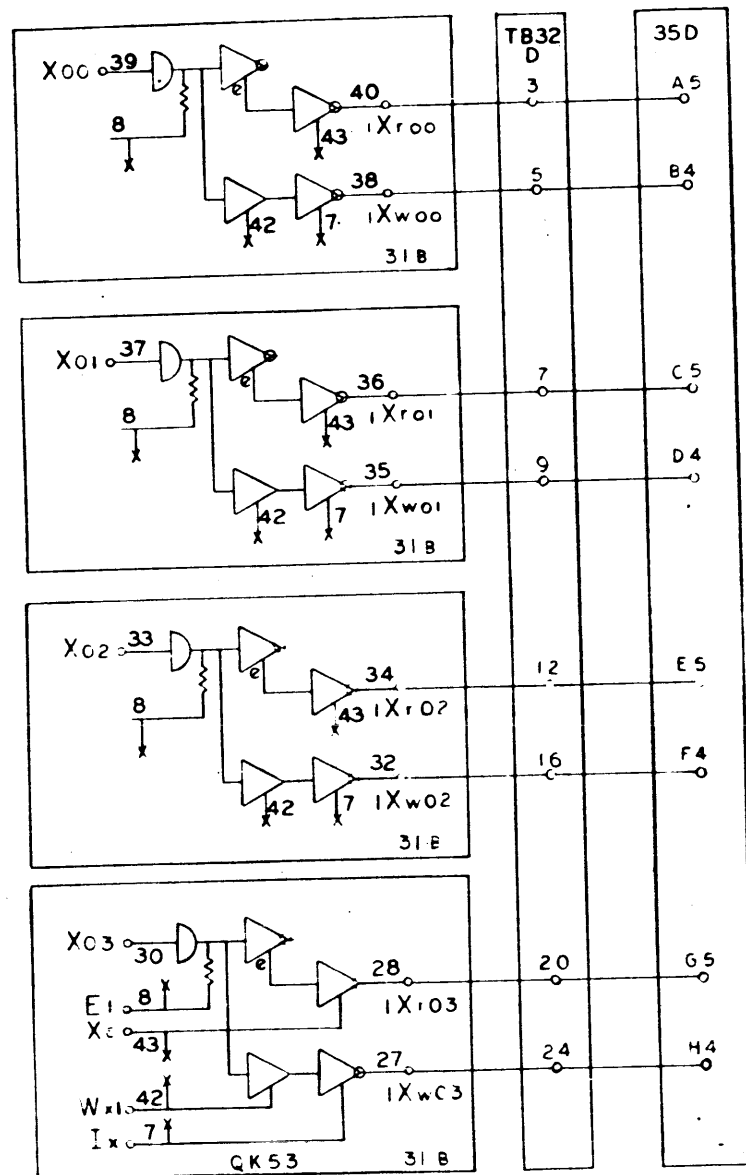 TB32 35D
D
X00 39
e
40 3 A5
8
43 1Xr00
38 5 B4
42 7 1Xw00
31B
X01 37
e
36 7 C5
8
43 1Xr01
35 9 D4
42 7 1Xw01
31B
X02 33
e
34 12 E5
8
43 1Xr02
32 16 F4
42 7 1Xw02
31B
X03
30
e
28 20 G5
E1 8
1Xr03
43
27 24 H4
Wx1 42
1XwC3
Ix 7
QK53 31B